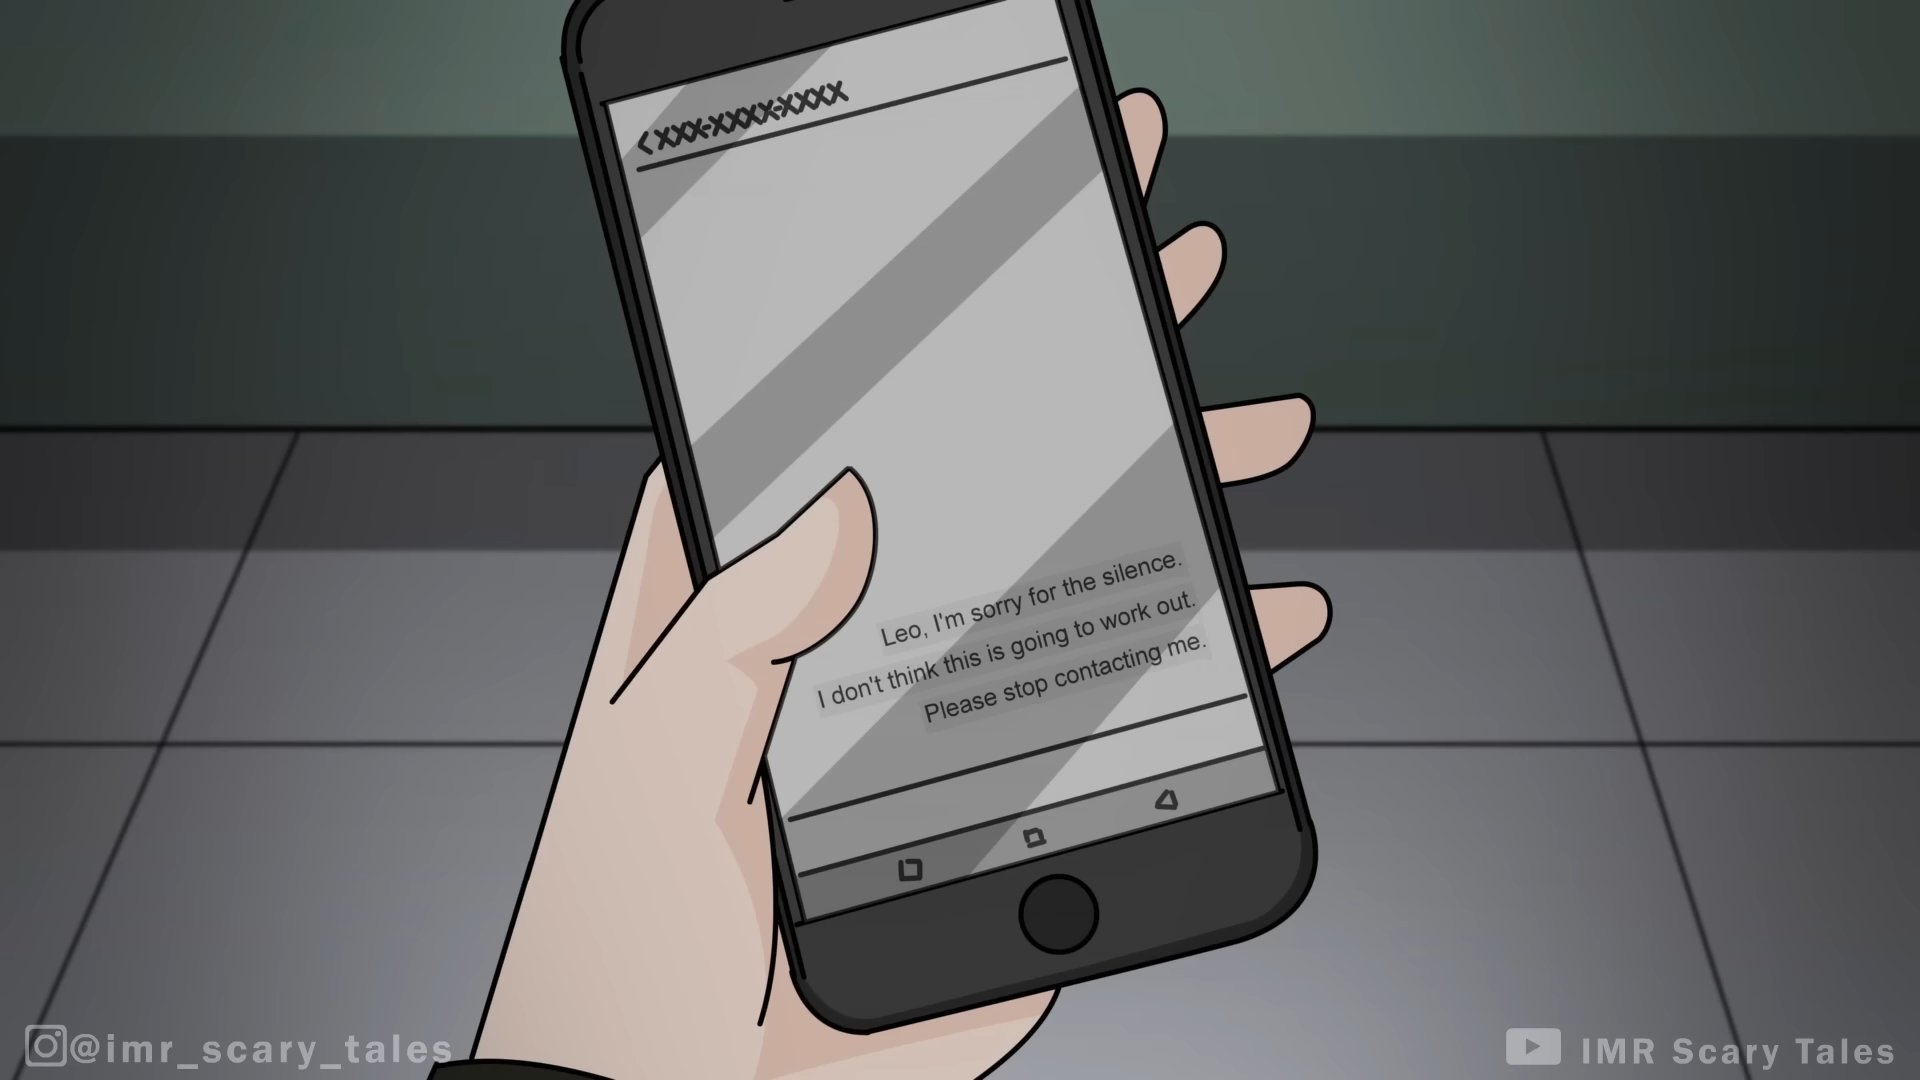 <XXX-XXXX-XXXX
Leo, I'm sorry for the silence.
I don't think this is going to work out.
Please stop contacting me.
@imr_scary_tales
IMR Scary Tales